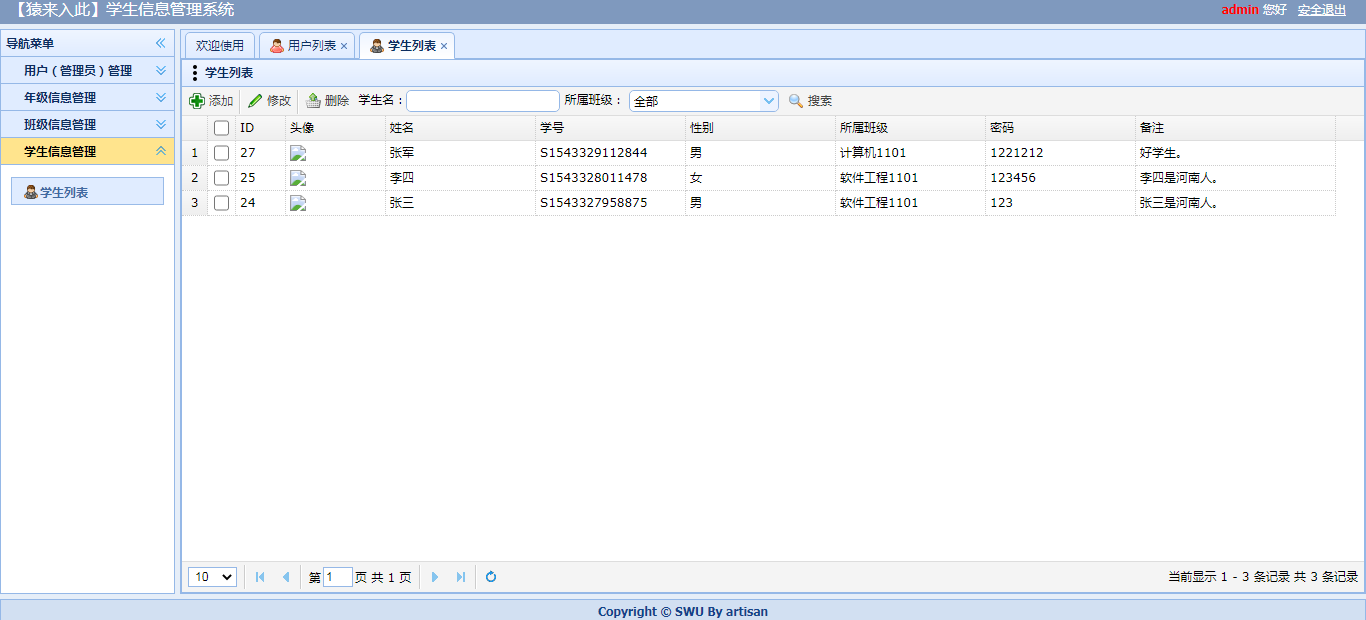 【猿来入此】学生信息管理系统 admin 您好 安全退出
导航菜单
用户（管理员）管理
年级信息管理
班级信息管理
学生信息管理
学生列表
欢迎使用 用户列表 学生列表
学生列表
添加 修改 删除 学生名： 所属班级： 全部 搜索
ID 头像 姓名 学号 性别 所属班级 密码 备注
1 27 张军 S1543329112844 男 计算机1101 1221212 好学生。
2 25 李四 S1543328011478 女 软件工程1101 123456 李四是河南人。
3 24 张三 S1543327958875 男 软件工程1101 123 张三是河南人。
10 第 1 页 共 1 页 当前显示 1 - 3 条记录 共 3 条记录
Copyright © SWU By artisan